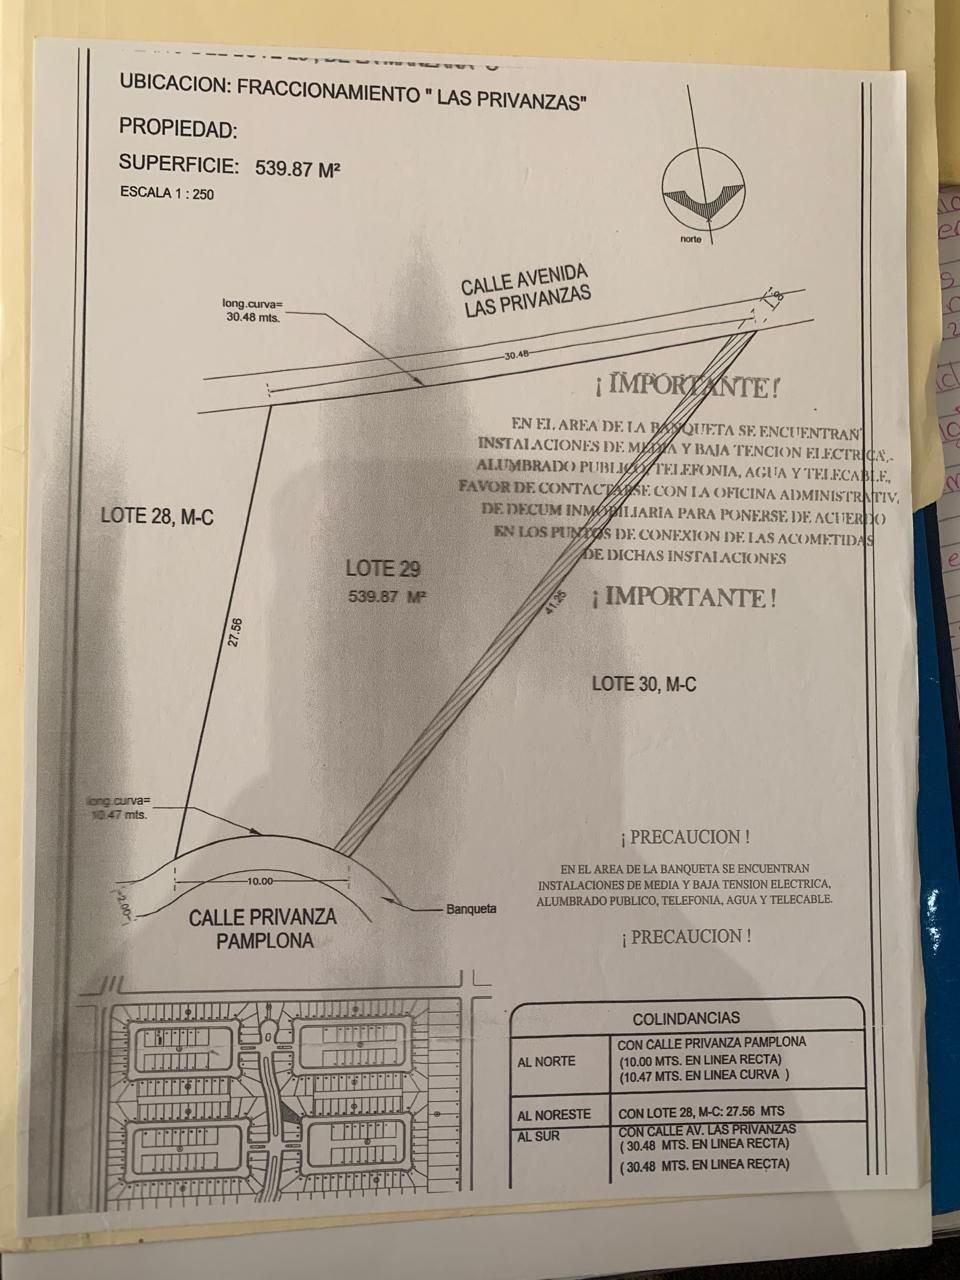 UBICACION: FRACCIONAMIENTO " LAS PRIVANZAS"
PROPIEDAD:
SUPERFICIE: 539.87 M²
ESCALA 1 : 250
norte
CALLE AVENIDA
LAS PRIVANZAS
long.curva=
30.48 mts.
30.48
¡ IMPORTANTE !
EN EL AREA DE LA BANQUETA SE ENCUENTRAN
INSTALACIONES DE MEDIA Y BAJA TENCION ELECTRICA,
ALUMBRADO PUBLICO, TELEFONIA, AGUA Y TELECABLE,
FAVOR DE CONTACTARSE CON LA OFICINA ADMINISTRATIV,
DE DECUM INMOBILIARIA PARA PONERSE DE ACUERDO
EN LOS PUNTOS DE CONEXION DE LAS ACOMETIDAS
DE DICHAS INSTALACIONES
¡ IMPORTANTE !
LOTE 28, M-C
LOTE 29
539.87 M²
27.56
41.25
LOTE 30, M-C
long.curva=
10.47 mts.
10.00
2.00
Banqueta
CALLE PRIVANZA
PAMPLONA
¡ PRECAUCION !
EN EL AREA DE LA BANQUETA SE ENCUENTRAN
INSTALACIONES DE MEDIA Y BAJA TENSION ELECTRICA,
ALUMBRADO PUBLICO, TELEFONIA, AGUA Y TELECABLE.
¡ PRECAUCION !
COLINDANCIAS
AL NORTE
CON CALLE PRIVANZA PAMPLONA
(10.00 MTS. EN LINEA RECTA)
(10.47 MTS. EN LINEA CURVA )
AL NORESTE
CON LOTE 28, M-C: 27.56 MTS
AL SUR
CON CALLE AV. LAS PRIVANZAS
( 30.48 MTS. EN LINEA RECTA)
( 30.48 MTS. EN LINEA RECTA)